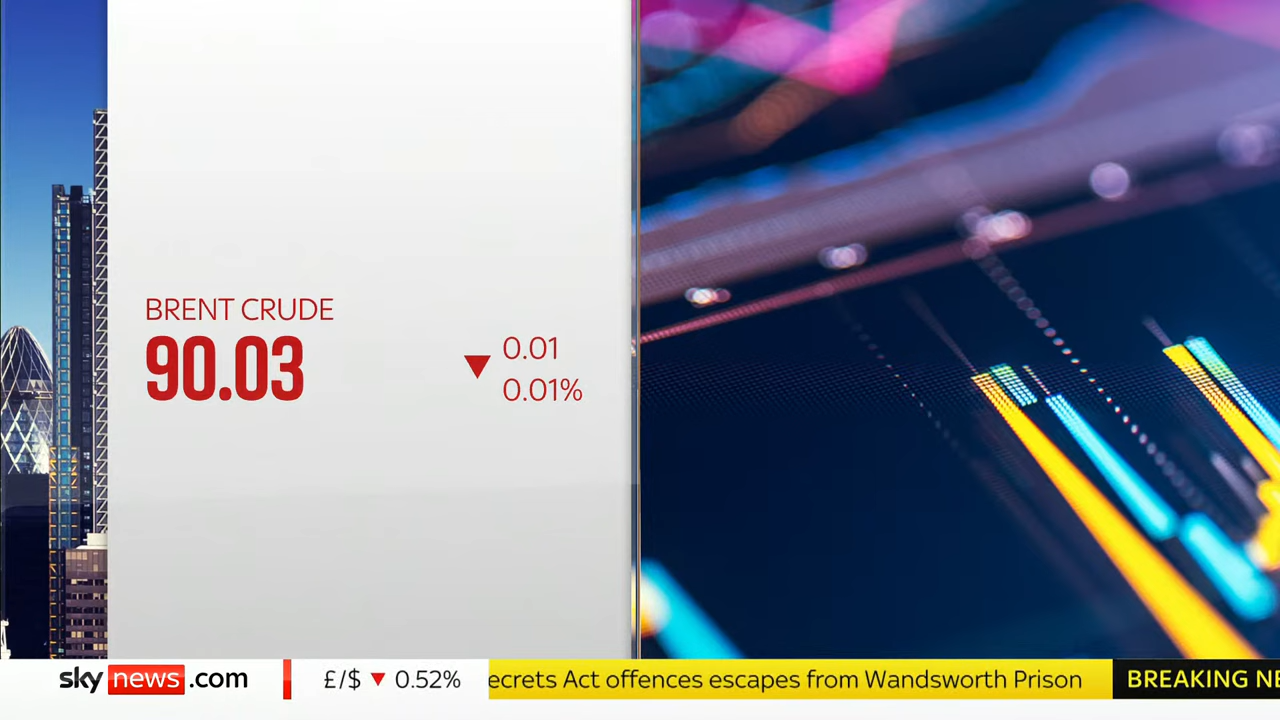 BRENT CRUDE
90.03
▼ 0.01
0.01%
sky news.com
£/$ ▼ 0.52%
ecrets Act offences escapes from Wandsworth Prison
BREAKING NE